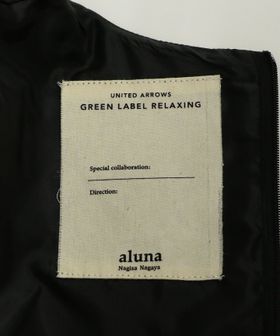 UNITED ARROWS
GREEN LABEL RELAXING
Special collaboration:
Direction:
aluna
Nagisa Nagaya